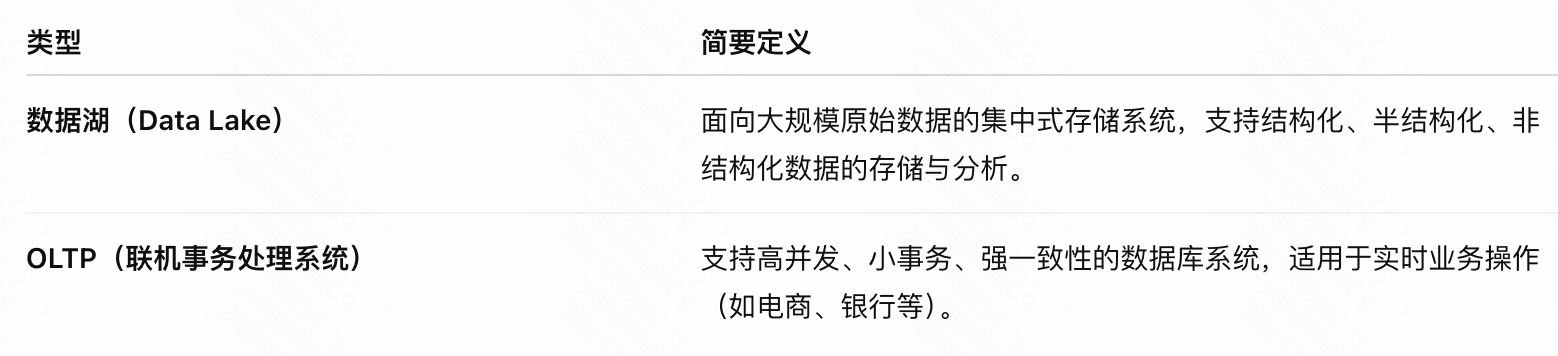 类型
简要定义
数据湖（Data Lake）
面向大规模原始数据的集中式存储系统，支持结构化、半结构化、非
结构化数据的存储与分析。
OLTP（联机事务处理系统）
支持高并发、小事务、强一致性的数据库系统，适用于实时业务操作
（如电商、银行等）。